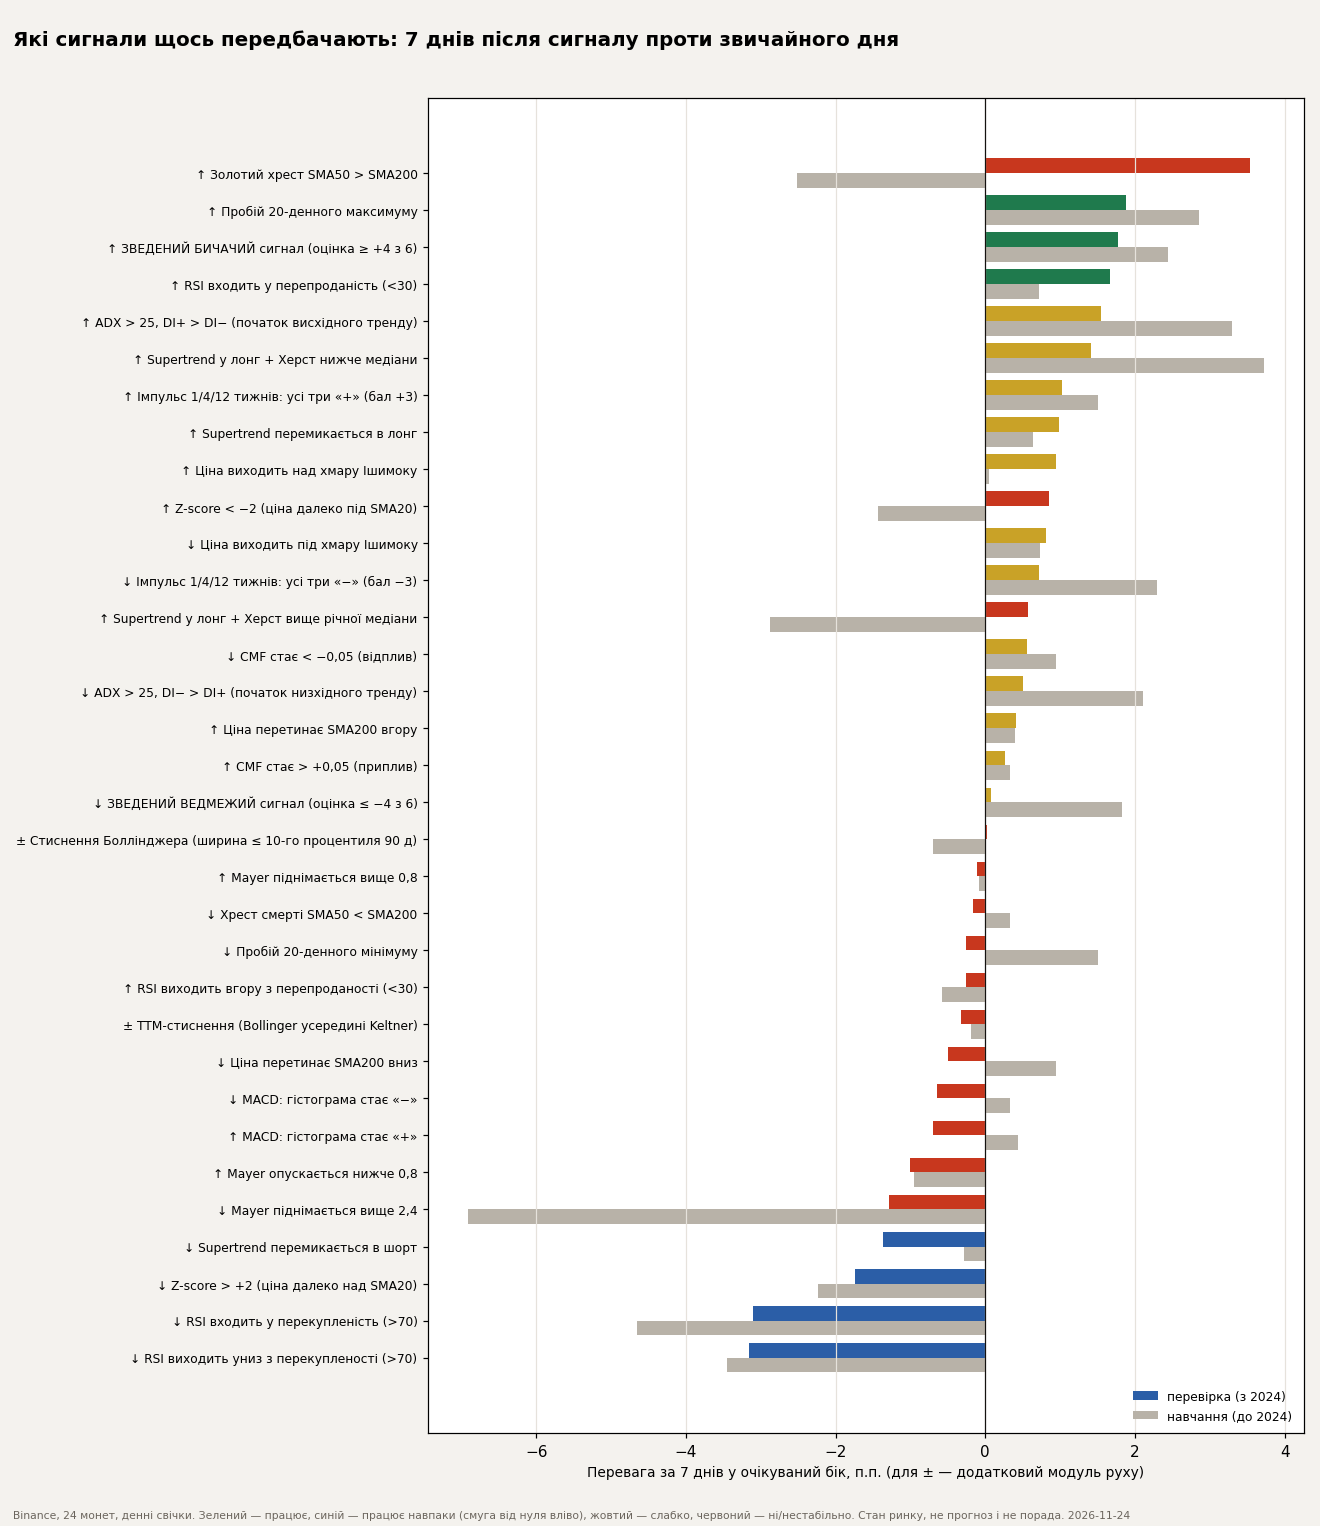 Які сигнали щось передбачають: 7 днів після сигналу проти звичайного дня
↑ Золотий хрест SMA50 > SMA200
↑ Пробій 20-денного максимуму
↑ ЗВЕДЕНИЙ БИЧАЧИЙ сигнал (оцінка ≥ +4 з 6)
↑ RSI входить у перепроданість (<30)
↑ ADX > 25, DI+ > DI− (початок висхідного тренду)
↑ Supertrend у лонг + Херст нижче медіани
↑ Імпульс 1/4/12 тижнів: усі три «+» (бал +3)
↑ Supertrend перемикається в лонг
↑ Ціна виходить над хмару Ішимоку
↑ Z-score < −2 (ціна далеко під SMA20)
↓ Ціна виходить під хмару Ішимоку
↓ Імпульс 1/4/12 тижнів: усі три «−» (бал −3)
↑ Supertrend у лонг + Херст вище річної медіани
↓ CMF стає < −0,05 (відплив)
↓ ADX > 25, DI− > DI+ (початок низхідного тренду)
↑ Ціна перетинає SMA200 вгору
↑ CMF стає > +0,05 (приплив)
↓ ЗВЕДЕНИЙ ВЕДМЕЖИЙ сигнал (оцінка ≤ −4 з 6)
± Стиснення Боллінджера (ширина ≤ 10-го процентиля 90 д)
↑ Mayer піднімається вище 0,8
↓ Хрест смерті SMA50 < SMA200
↓ Пробій 20-денного мінімуму
↑ RSI виходить вгору з перепроданості (<30)
± TTM-стиснення (Bollinger усередині Keltner)
↓ Ціна перетинає SMA200 вниз
↓ MACD: гістограма стає «−»
↑ MACD: гістограма стає «+»
↑ Mayer опускається нижче 0,8
↓ Mayer піднімається вище 2,4
↓ Supertrend перемикається в шорт
↓ Z-score > +2 (ціна далеко над SMA20)
↓ RSI входить у перекупленість (>70)
↓ RSI виходить униз з перекупленості (>70)
перевірка (з 2024)
навчання (до 2024)
−6 −4 −2 0 2 4
Перевага за 7 днів у очікуваний бік, п.п. (для ± — додатковий модуль руху)
Binance, 24 монет, денні свічки. Зелений — працює, синій — працює навпаки (смуга від нуля вліво), жовтий — слабко, червоний — ні/нестабільно. Стан ринку, не прогноз і не порада. 2026-11-24